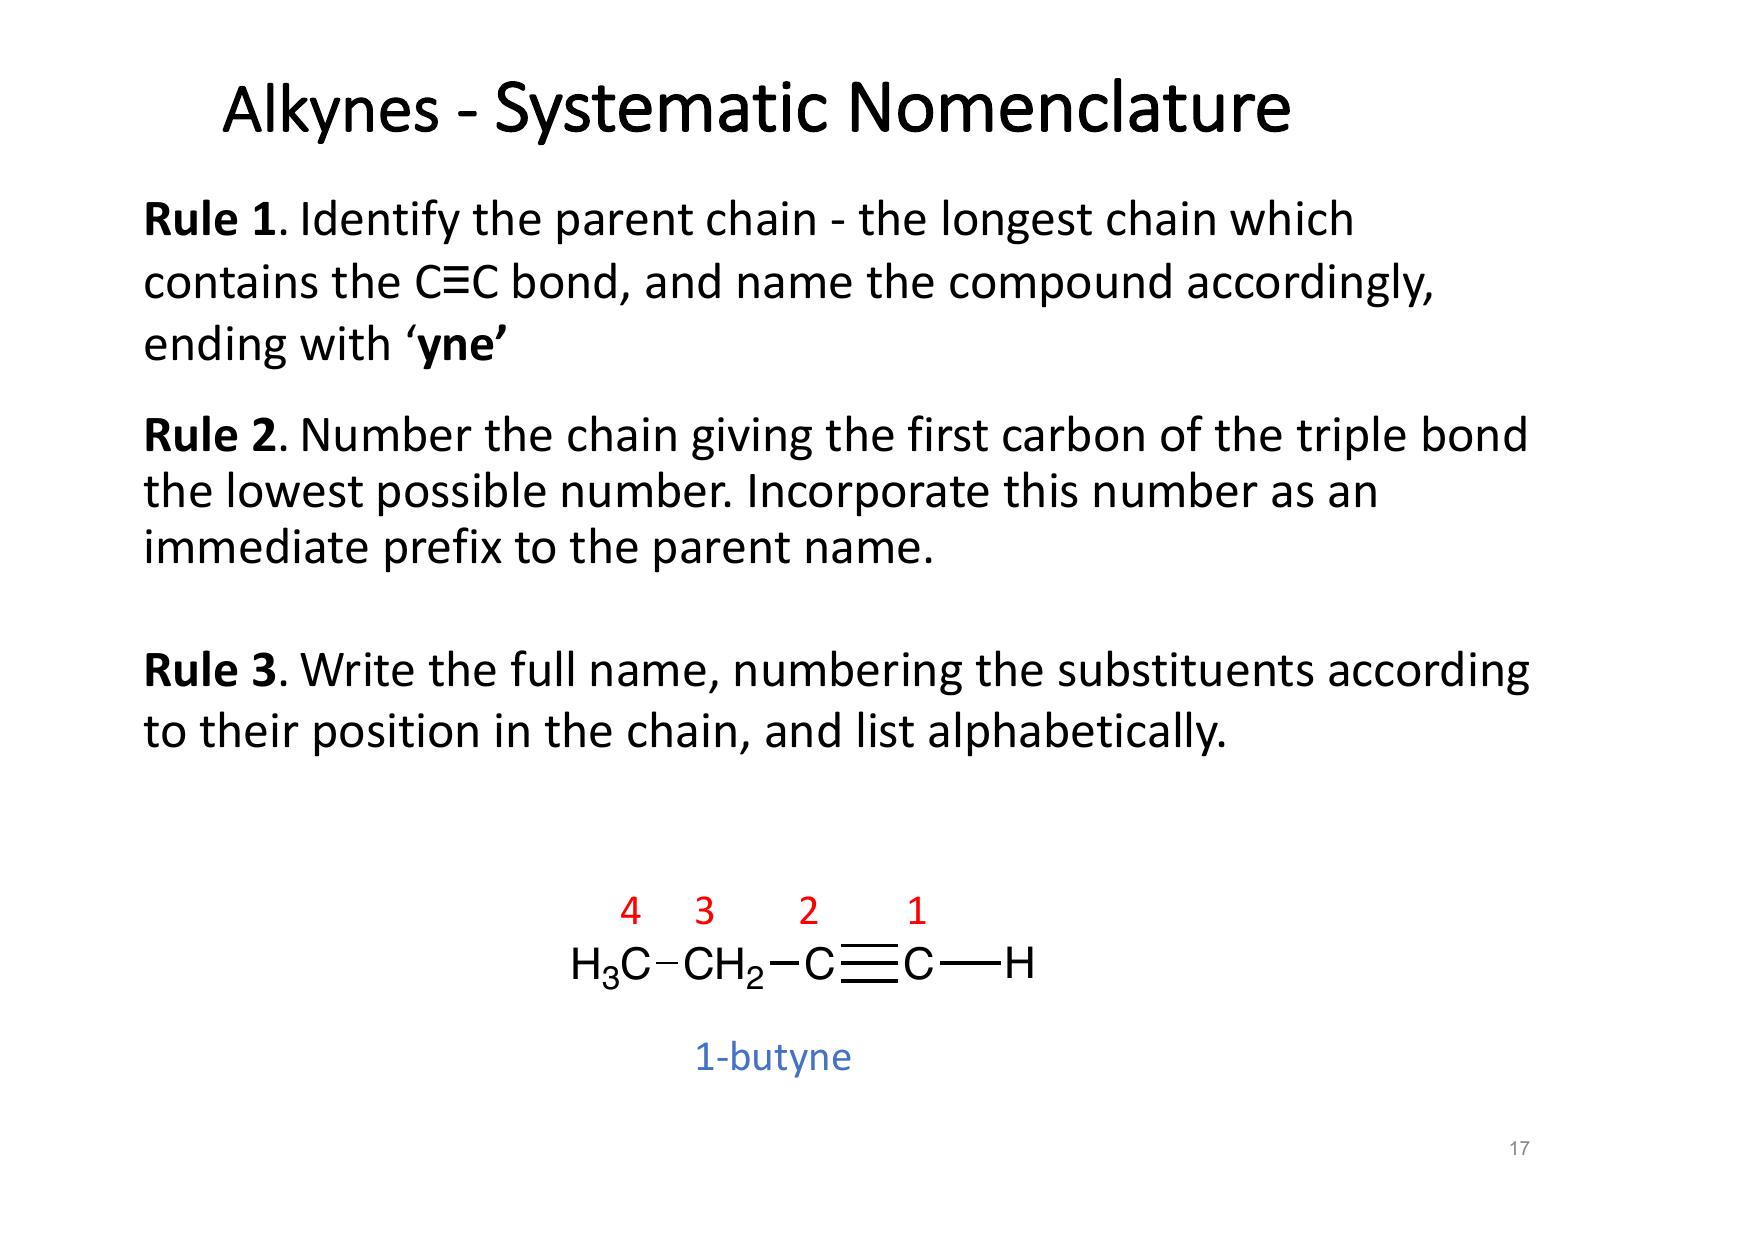 Alkynes - Systematic Nomenclature
Rule 1. Identify the parent chain - the longest chain which
contains the C≡C bond, and name the compound accordingly,
ending with ‘yne’
Rule 2. Number the chain giving the first carbon of the triple bond
the lowest possible number. Incorporate this number as an
immediate prefix to the parent name.
Rule 3. Write the full name, numbering the substituents according
to their position in the chain, and list alphabetically.
4 3 2 1
H₃C–CH₂–C≡C–H
1-butyne
17